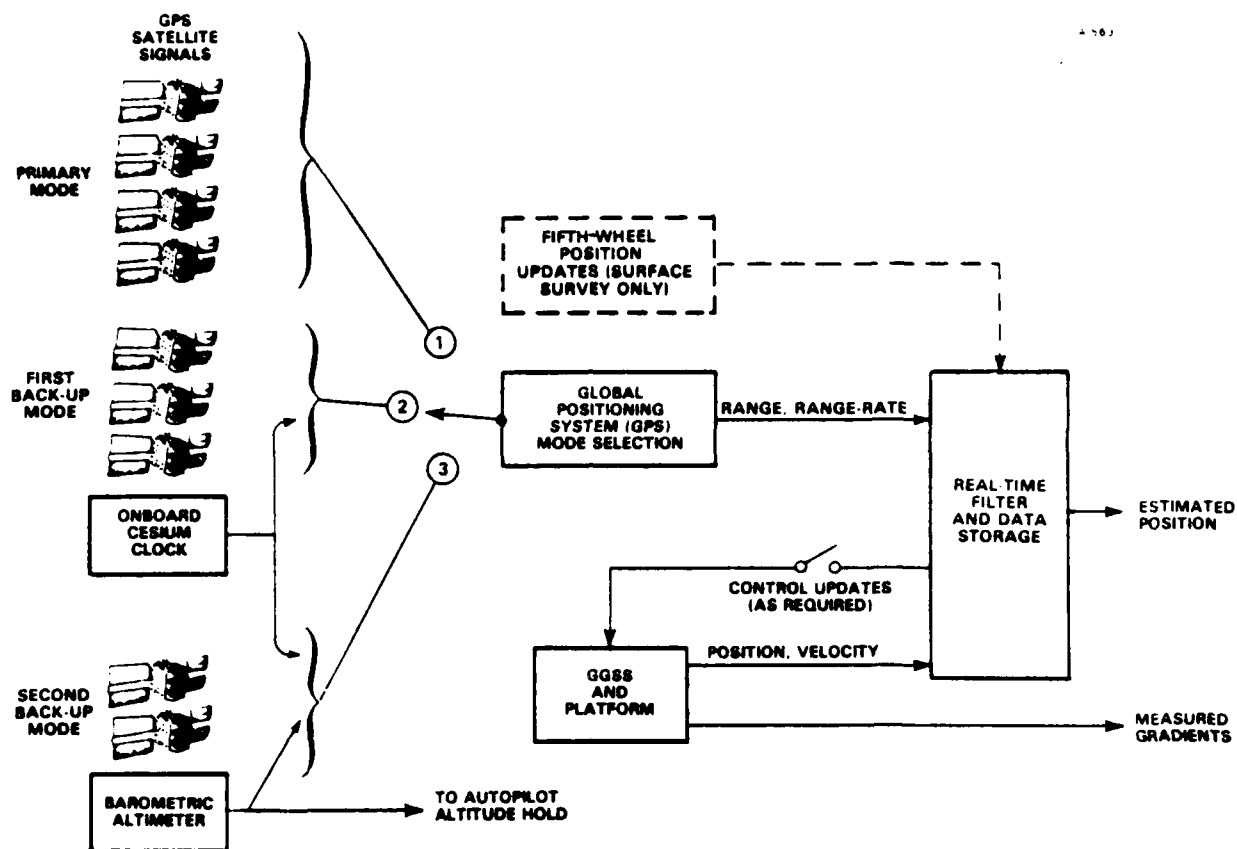 GPS
SATELLITE
SIGNALS
PRIMARY
MODE
FIRST
BACK-UP
MODE
ONBOARD
CESIUM
CLOCK
SECOND
BACK-UP
MODE
BAROMETRIC
ALTIMETER
1
2
3
TO AUTOPILOT
ALTITUDE HOLD
FIFTH-WHEEL
POSITION
UPDATES (SURFACE
SURVEY ONLY)
GLOBAL
POSITIONING
SYSTEM (GPS)
MODE SELECTION
RANGE, RANGE-RATE
REAL-TIME
FILTER
AND DATA
STORAGE
ESTIMATED
POSITION
CONTROL UPDATES
(AS REQUIRED)
GGSS
AND
PLATFORM
POSITION, VELOCITY
MEASURED
GRADIENTS